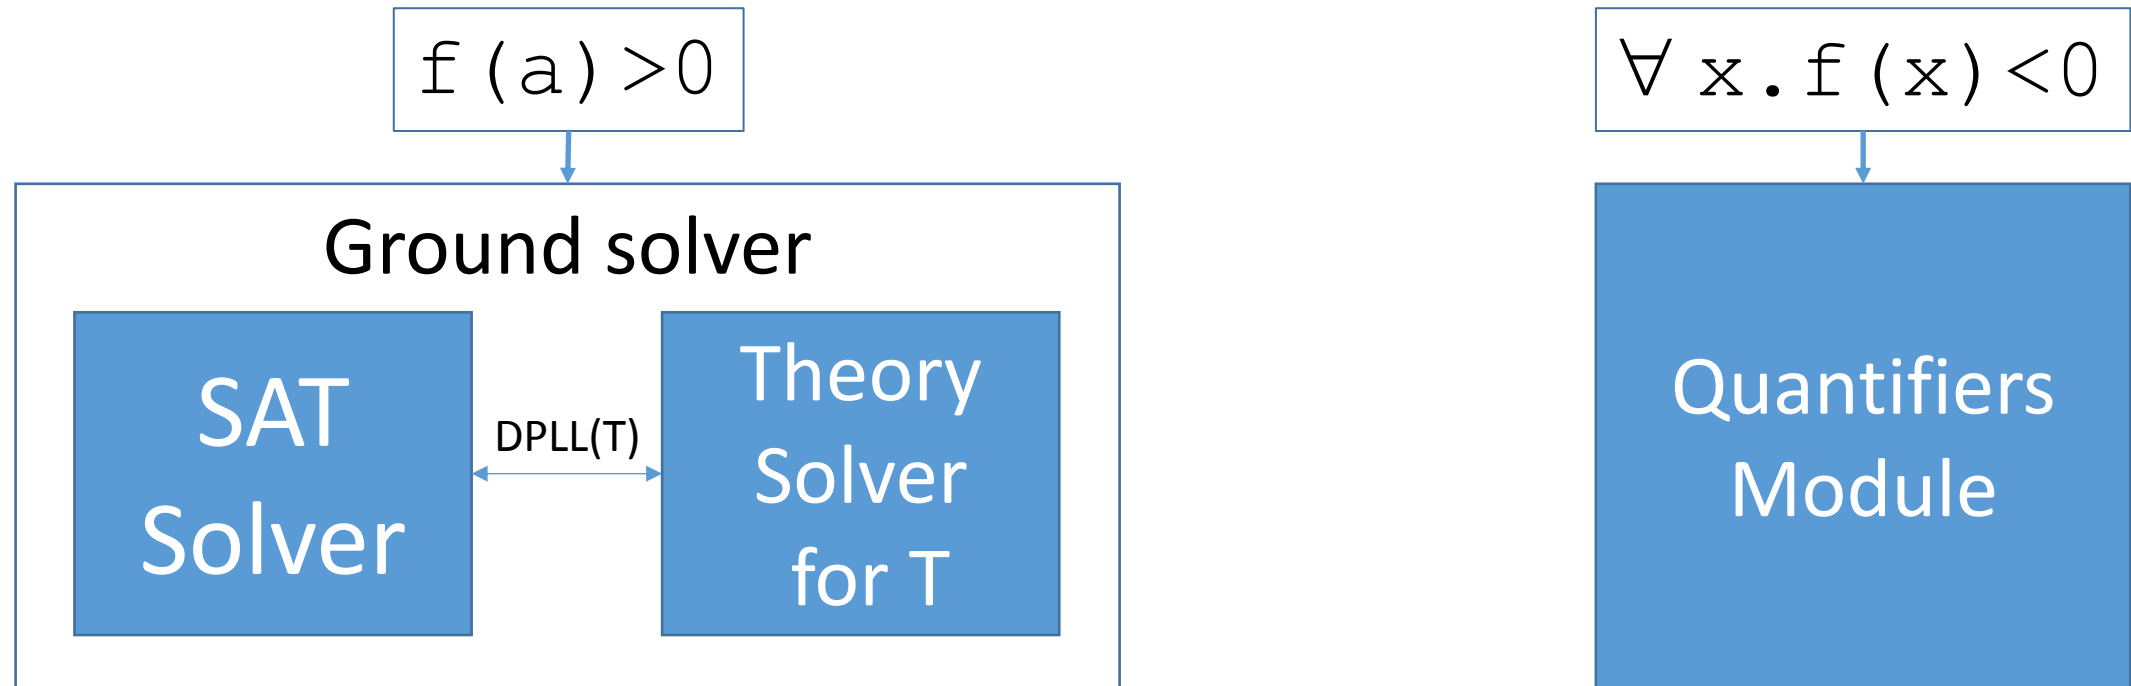 f(a)>0
∀ x.f(x)<0
Ground solver
SAT
Solver
DPLL(T)
Theory
Solver
for T
Quantifiers
Module